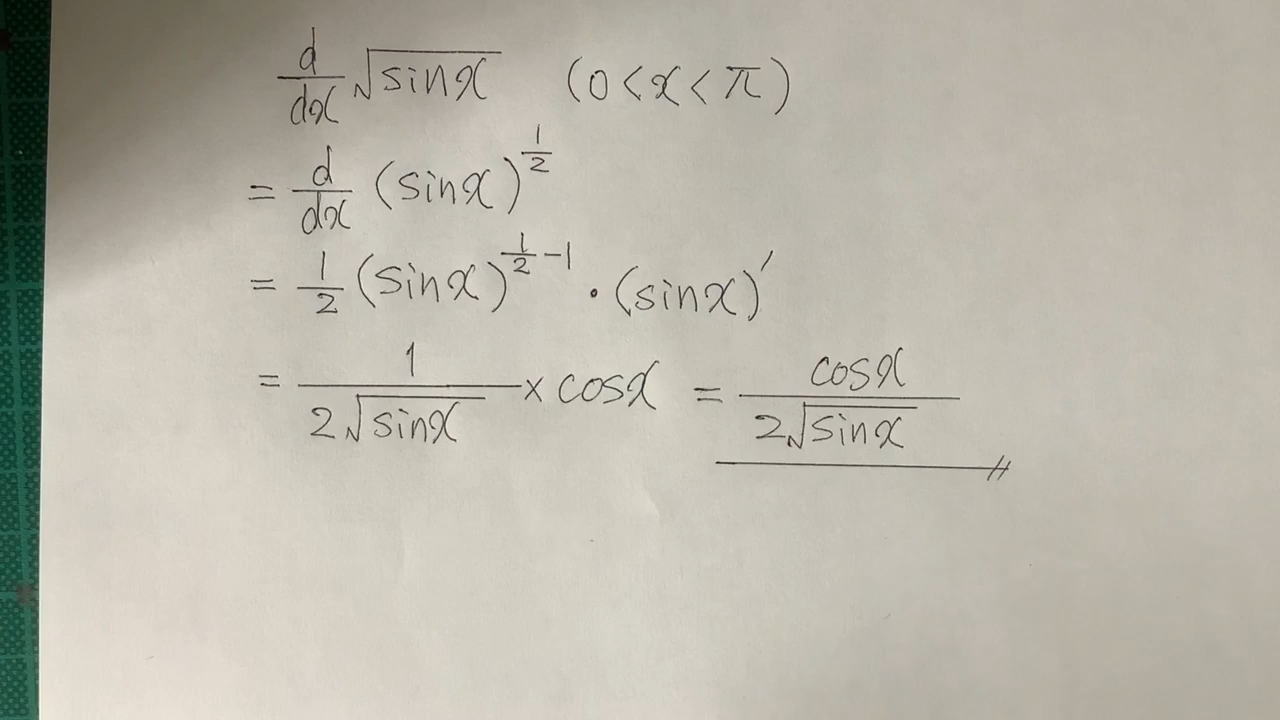 d/dx √sinx (0<x<π)
= d/dx (sinx)^(1/2)
= 1/2 (sinx)^(1/2 - 1) · (sinx)′
= 1/(2√sinx) × cosx = cosx/(2√sinx)